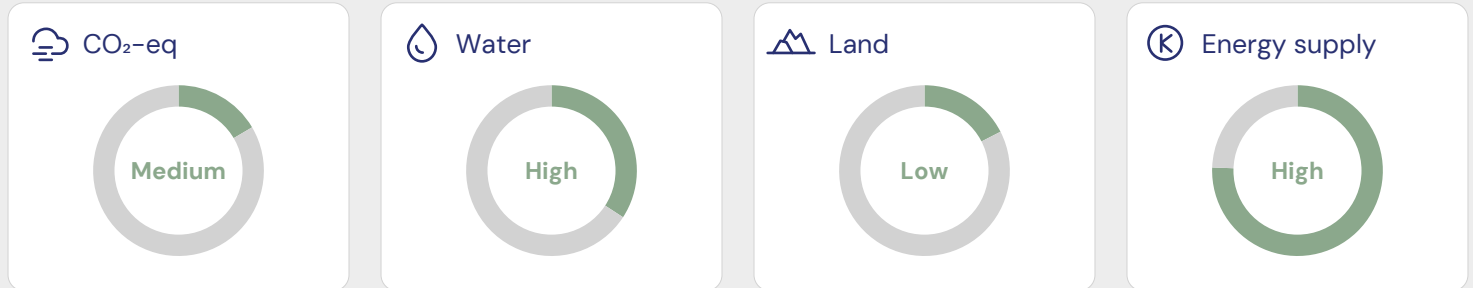 CO₂-eq
Medium
Water
High
Land
Low
Energy supply
High